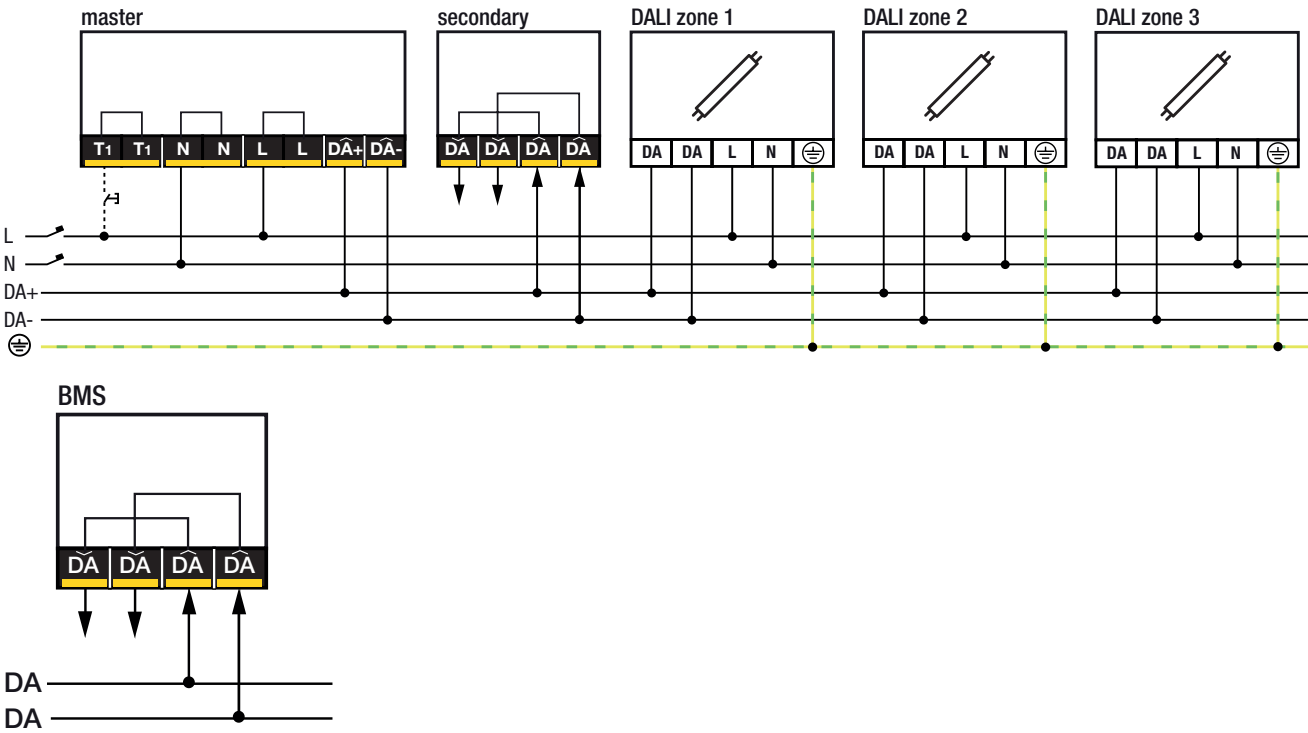 master secondary DALI zone 1 DALI zone 2 DALI zone 3
T1 T1 N N L L DA+ DA- DA DA DA DA DA DA L N DA DA L N DA DA L N
L
N
DA+
DA-
BMS
DA DA DA DA
DA
DA